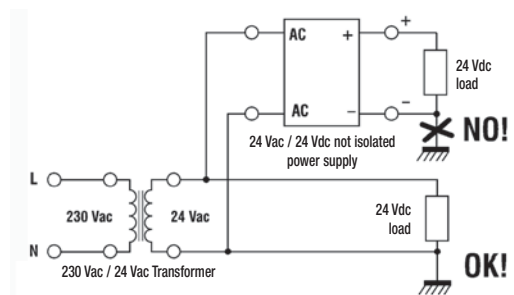 AC + +
24 Vdc
load
AC − −
NO!
24 Vac / 24 Vdc not isolated
power supply
L
230 Vac 24 Vac
24 Vdc
load
N
230 Vac / 24 Vac Transformer
OK!